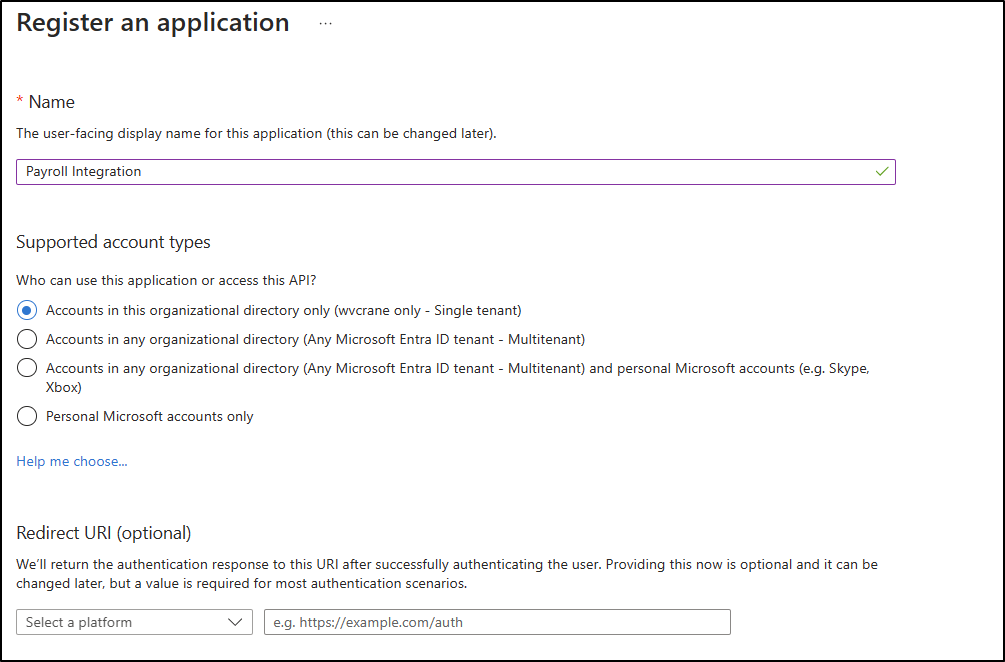 Register an application ...
* Name
The user-facing display name for this application (this can be changed later).
Payroll Integration
Supported account types
Who can use this application or access this API?
Accounts in this organizational directory only (wvcrane only - Single tenant)
Accounts in any organizational directory (Any Microsoft Entra ID tenant - Multitenant)
Accounts in any organizational directory (Any Microsoft Entra ID tenant - Multitenant) and personal Microsoft accounts (e.g. Skype,
Xbox)
Personal Microsoft accounts only
Help me choose...
Redirect URI (optional)
We'll return the authentication response to this URI after successfully authenticating the user. Providing this now is optional and it can be
changed later, but a value is required for most authentication scenarios.
Select a platform e.g. https://example.com/auth